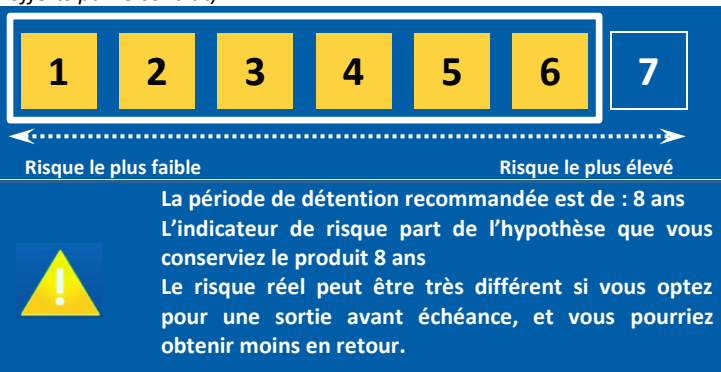 1 2 3 4 5 6 7
Risque le plus faible Risque le plus élevé
La période de détention recommandée est de : 8 ans
L'indicateur de risque part de l'hypothèse que vous
conserviez le produit 8 ans
Le risque réel peut être très différent si vous optez
pour une sortie avant échéance, et vous pourriez
obtenir moins en retour.